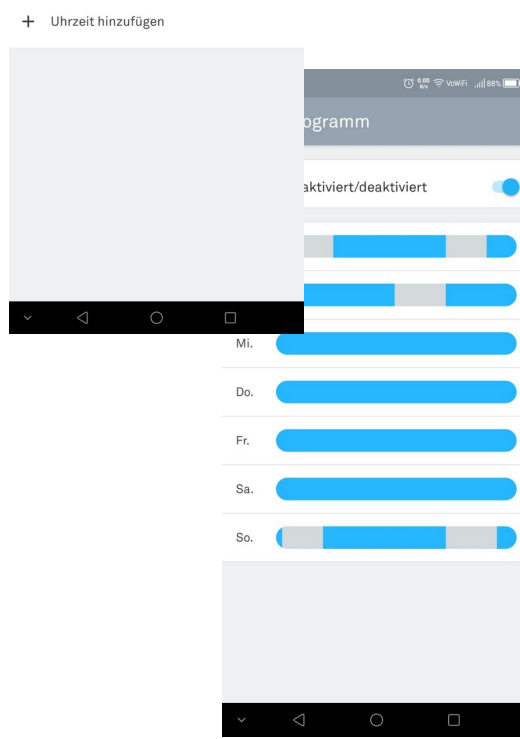 Uhrzeit hinzufügen
0.00
K/s
VoWiFi
88%
ogramm
aktiviert/deaktiviert
Mi.
Do.
Fr.
Sa.
So.